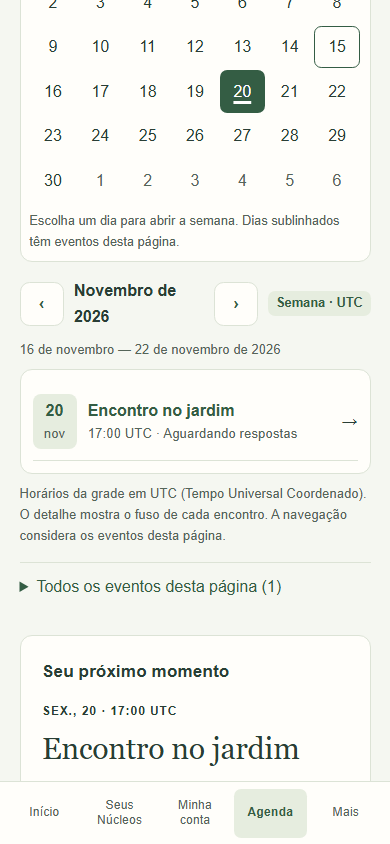 2 3 4 5 6 7 8
9 10 11 12 13 14 15
16 17 18 19 20 21 22
23 24 25 26 27 28 29
30 1 2 3 4 5 6
Escolha um dia para abrir a semana. Dias sublinhados
têm eventos desta página.
‹ Novembro de
2026 › Semana · UTC
16 de novembro — 22 de novembro de 2026
20 Encontro no jardim
nov 17:00 UTC · Aguardando respostas →
Horários da grade em UTC (Tempo Universal Coordenado).
O detalhe mostra o fuso de cada encontro. A navegação
considera os eventos desta página.
▶ Todos os eventos desta página (1)
Seu próximo momento
SEX., 20 · 17:00 UTC
Encontro no jardim
Início
Seus
Núcleos
Minha
conta
Agenda
Mais